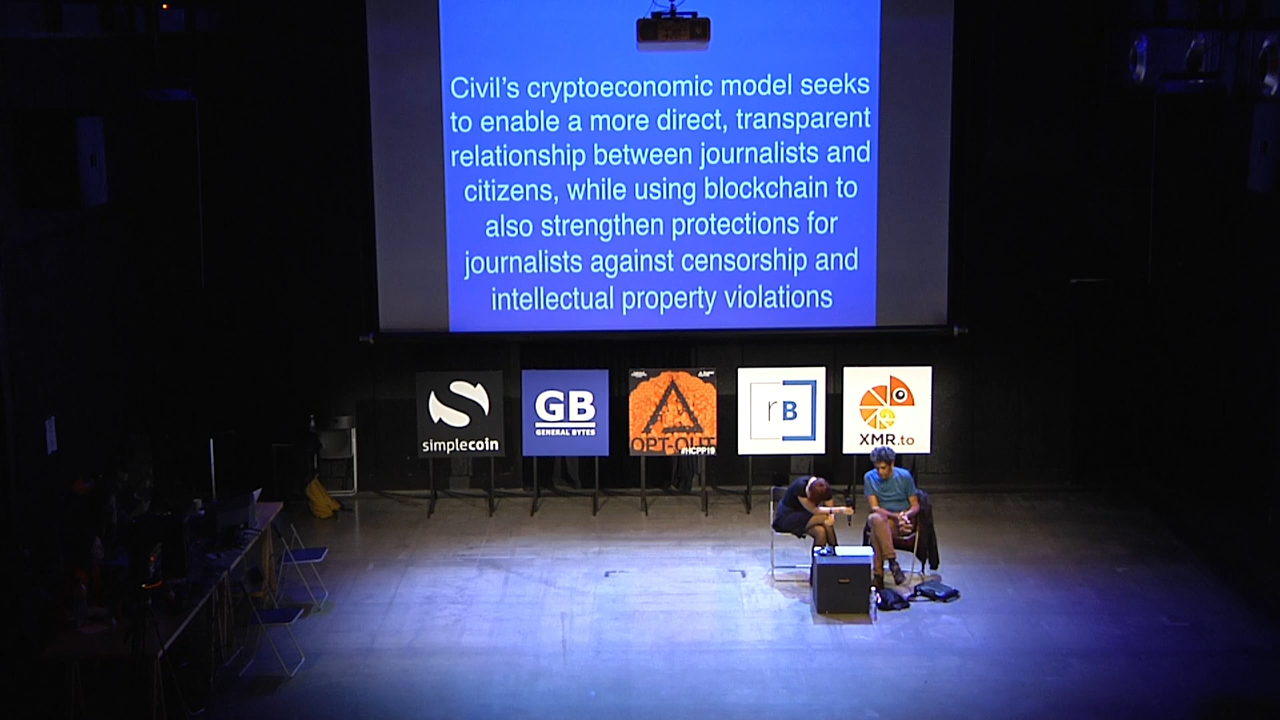 Civil's cryptoeconomic model seeks
to enable a more direct, transparent
relationship between journalists and
citizens, while using blockchain to
also strengthen protections for
journalists against censorship and
intellectual property violations
simplecoin
GB
GENERAL BYTES
OPT-OUT
#HCPP19
rB
XMR.to